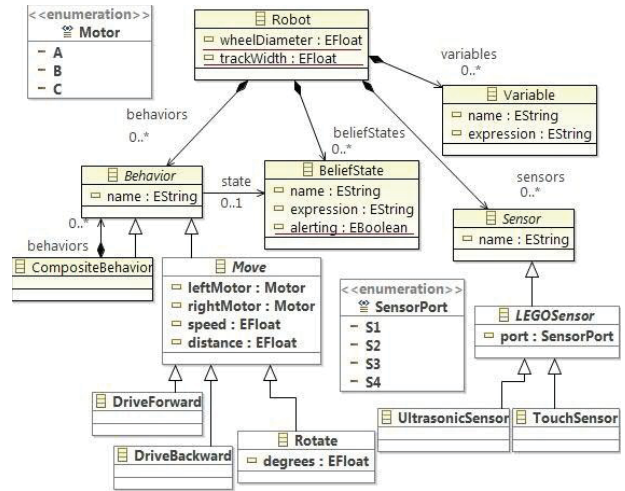 <<enumeration>>
Motor
A
B
C
Robot
wheelDiameter : EFloat
trackWidth : EFloat
variables
0..*
Variable
name : EString
expression : EString
behaviors
0..*
beliefStates
0..*
sensors
0..*
Behavior
name : EString
state
0..1
BeliefState
name : EString
expression : EString
alerting : EBoolean
Sensor
name : EString
0..*
behaviors
CompositeBehavior
Move
leftMotor : Motor
rightMotor : Motor
speed : EFloat
distance : EFloat
<<enumeration>>
SensorPort
S1
S2
S3
S4
LEGOSensor
port : SensorPort
DriveForward
DriveBackward
Rotate
degrees : EFloat
UltrasonicSensor
TouchSensor